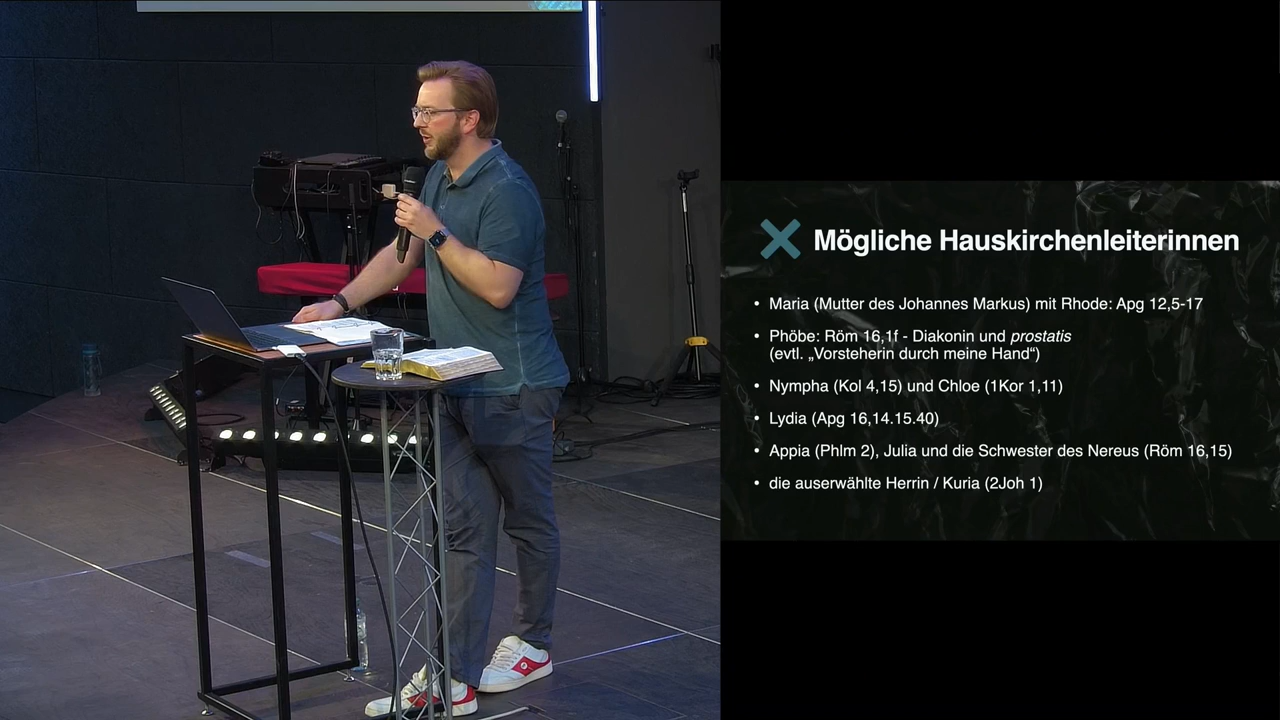 Mögliche Hauskirchenleiterinnen
• Maria (Mutter des Johannes Markus) mit Rhode: Apg 12,5-17
• Phöbe: Röm 16,1f - Diakonin und prostatis
(evtl. „Vorsteherin durch meine Hand“)
• Nympha (Kol 4,15) und Chloe (1Kor 1,11)
• Lydia (Apg 16,14.15.40)
• Appia (Phlm 2), Julia und die Schwester des Nereus (Röm 16,15)
• die auserwählte Herrin / Kuria (2Joh 1)